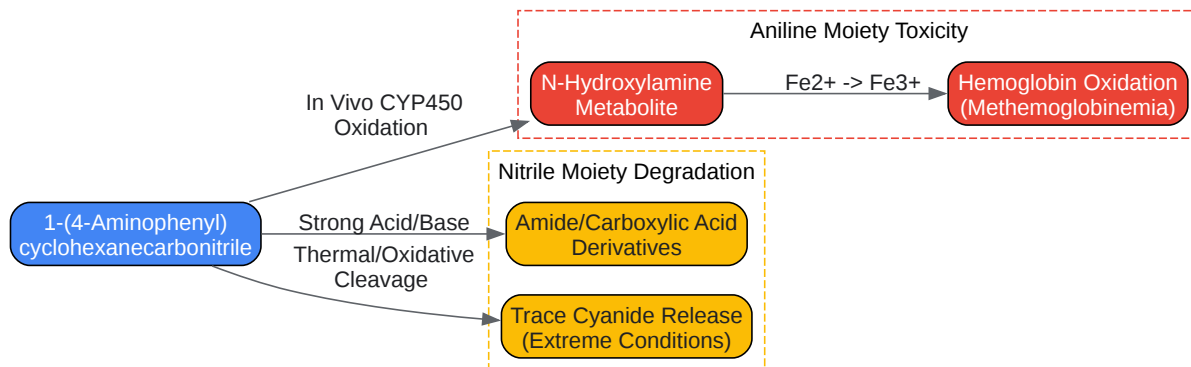 Aniline Moiety Toxicity
N-Hydroxylamine
Metabolite
Fe2+ -> Fe3+
Hemoglobin Oxidation
(Methemoglobinemia)
In Vivo CYP450
Oxidation
Nitrile Moiety Degradation
1-(4-Aminophenyl)
cyclohexanecarbonitrile
Strong Acid/Base
Amide/Carboxylic Acid
Derivatives
Thermal/Oxidative
Cleavage
Trace Cyanide Release
(Extreme Conditions)